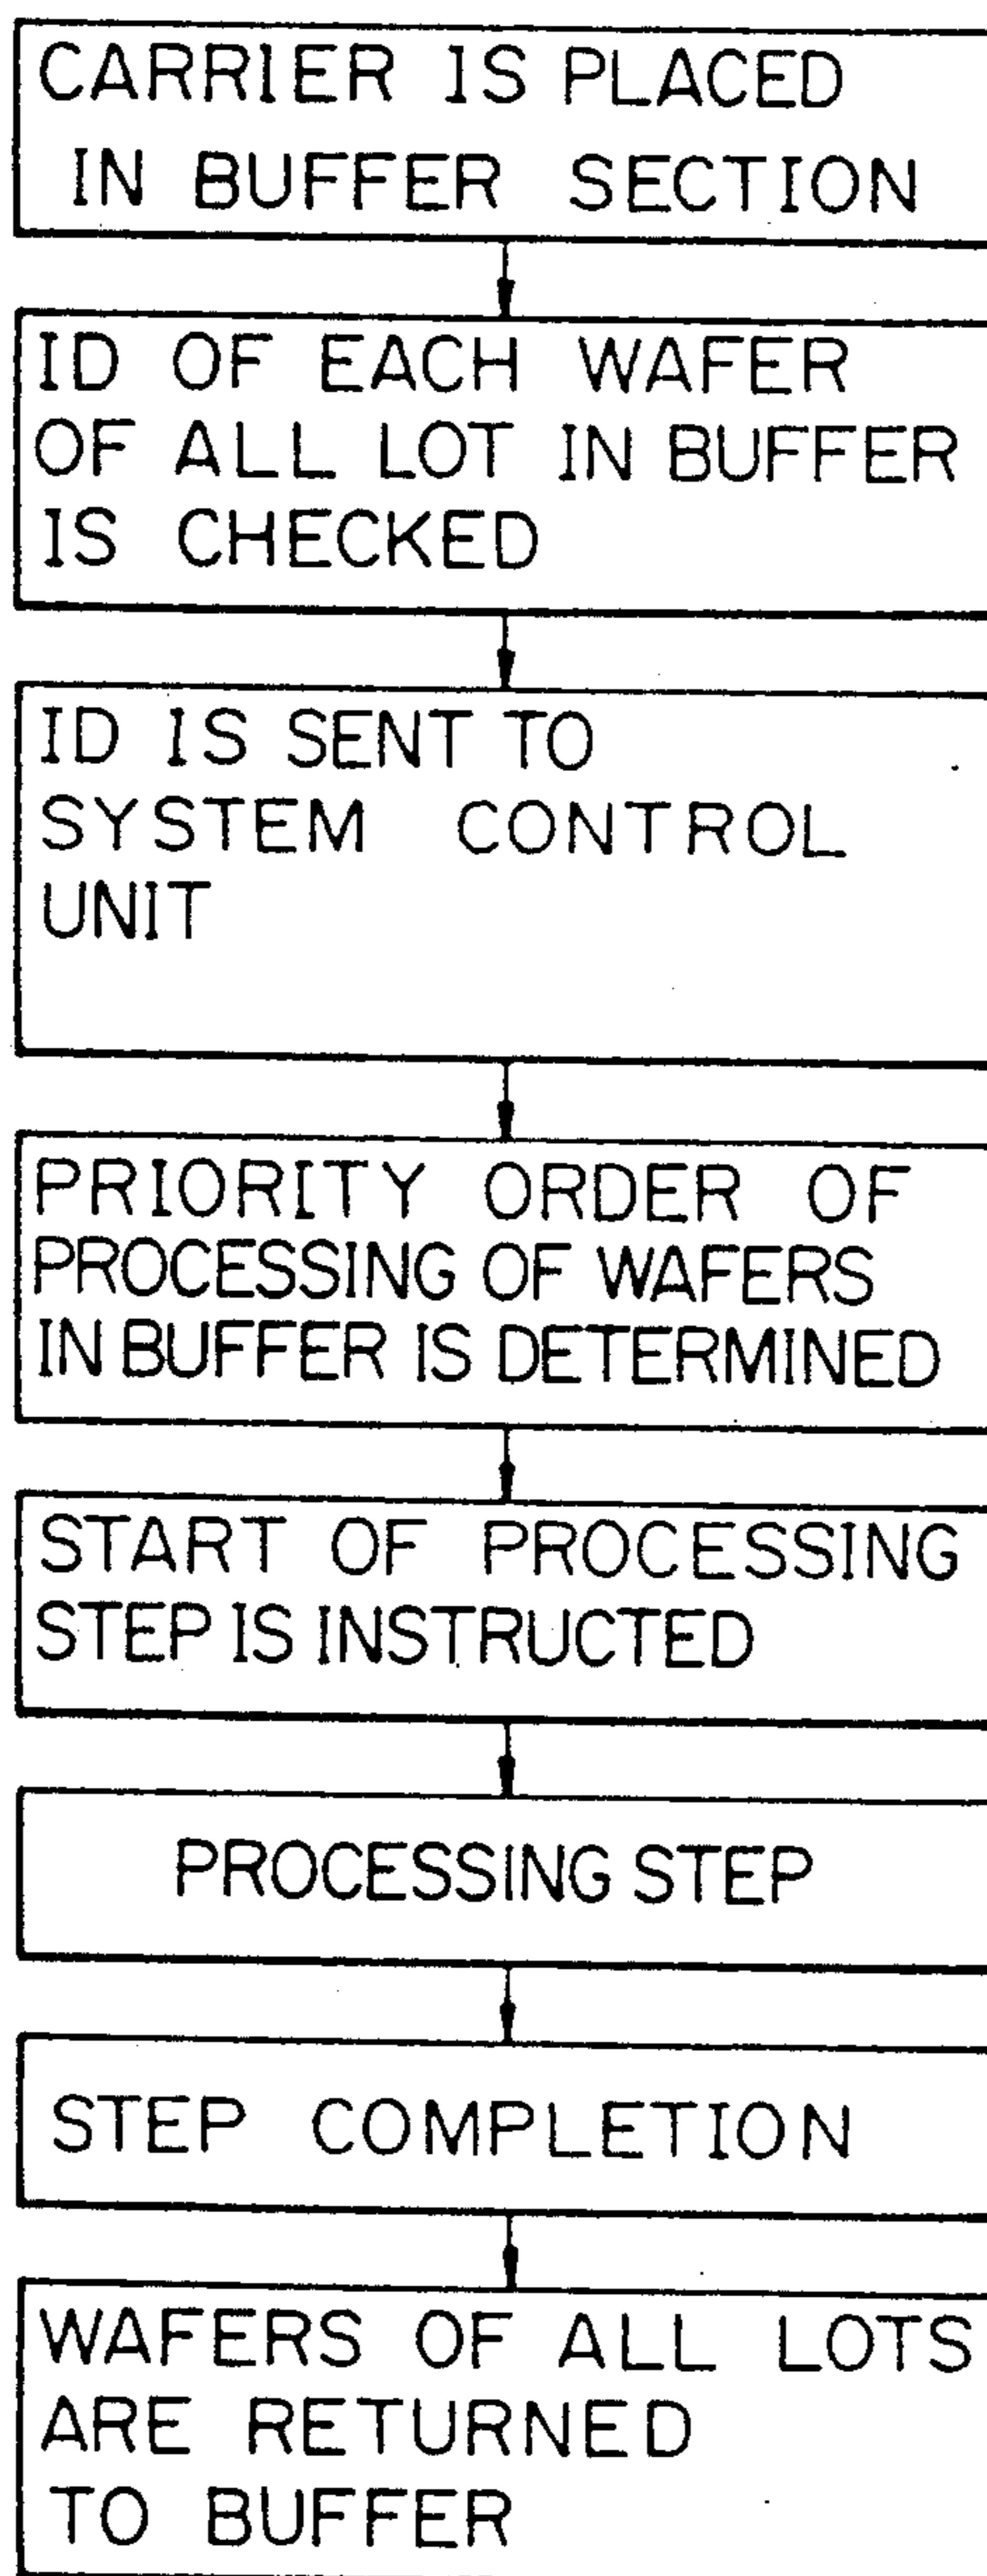 CARRIER IS PLACED
IN BUFFER SECTION
ID OF EACH WAFER
OF ALL LOT IN BUFFER
IS CHECKED
ID IS SENT TO
SYSTEM CONTROL
UNIT
PRIORITY ORDER OF
PROCESSING OF WAFERS
IN BUFFER IS DETERMINED
START OF PROCESSING
STEP IS INSTRUCTED
PROCESSING STEP
STEP COMPLETION
WAFERS OF ALL LOTS
ARE RETURNED
TO BUFFER